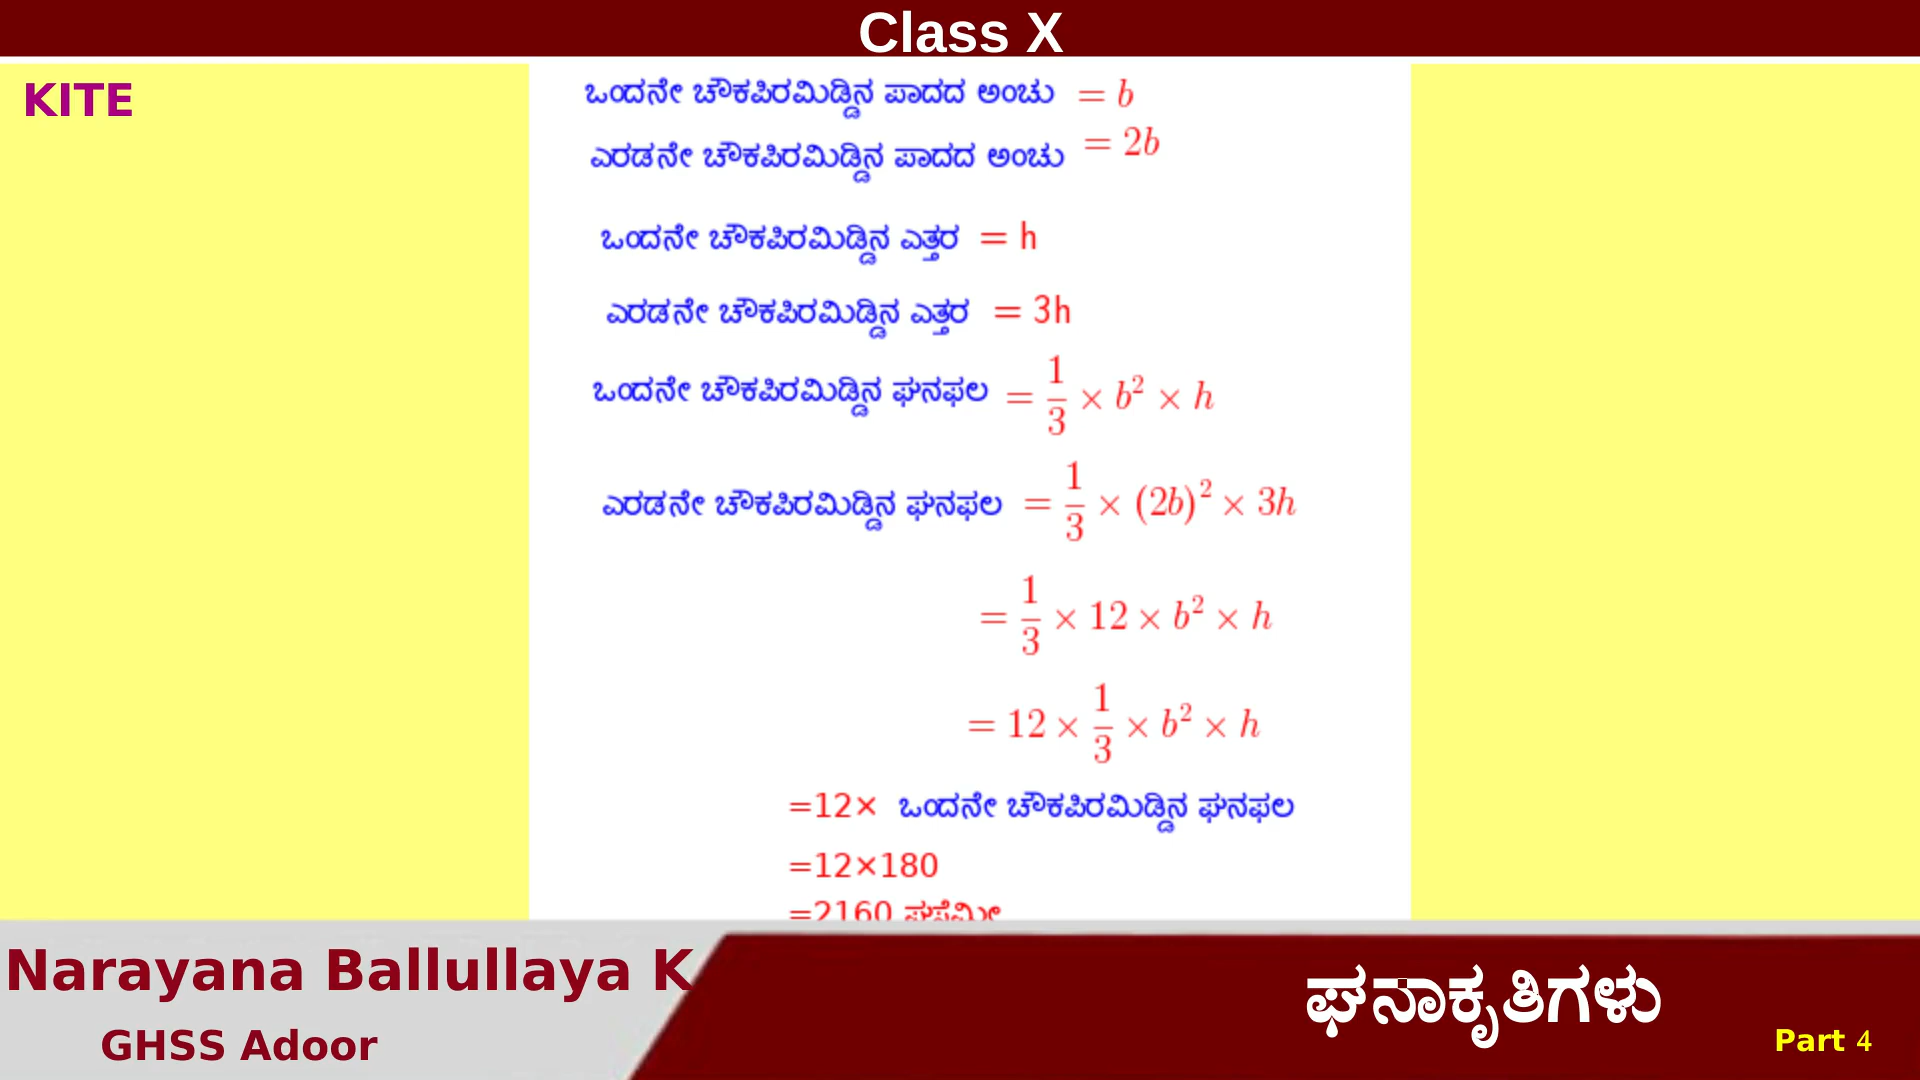 Class X
KITE
ಒಂದನೇ ಚೌಕಪಿರಮಿಡ್ಡಿನ ಪಾದದ ಅಂಚು = b
ಎರಡನೇ ಚೌಕಪಿರಮಿಡ್ಡಿನ ಪಾದದ ಅಂಚು = 2b
ಒಂದನೇ ಚೌಕಪಿರಮಿಡ್ಡಿನ ಎತ್ತರ = h
ಎರಡನೇ ಚೌಕಪಿರಮಿಡ್ಡಿನ ಎತ್ತರ = 3h
ಒಂದನೇ ಚೌಕಪಿರಮಿಡ್ಡಿನ ಘನಫಲ = 1/3 × b² × h
ಎರಡನೇ ಚೌಕಪಿರಮಿಡ್ಡಿನ ಘನಫಲ = 1/3 × (2b)² × 3h
= 1/3 × 12 × b² × h
= 12 × 1/3 × b² × h
=12× ಒಂದನೇ ಚೌಕಪಿರಮಿಡ್ಡಿನ ಘನಫಲ
=12×180
=2160 ಘಸೆಮೀ
Narayana Ballullaya K
GHSS Adoor
ಘನಾಕೃತಿಗಳು
Part 4